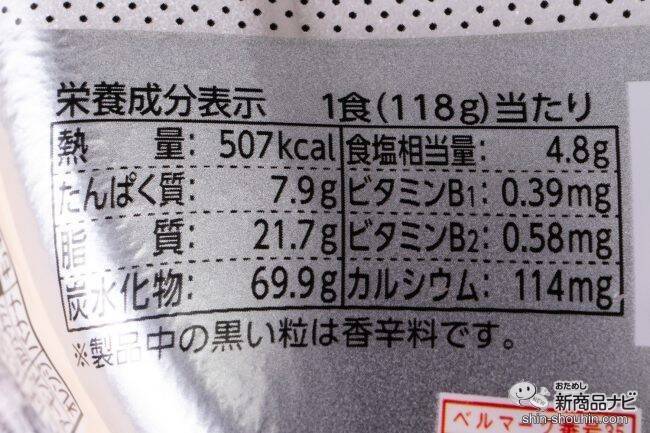 栄養成分表示 1食(118g)当たり
熱量: 507kcal 食塩相当量: 4.8g
たんぱく質: 7.9g ビタミンB1: 0.39mg
脂質: 21.7g ビタミンB2: 0.58mg
炭水化物: 69.9g カルシウム: 114mg
※製品中の黒い粒は香辛料です。
おためし
新商品ナビ
shin-shouhin.com
ベルマーク